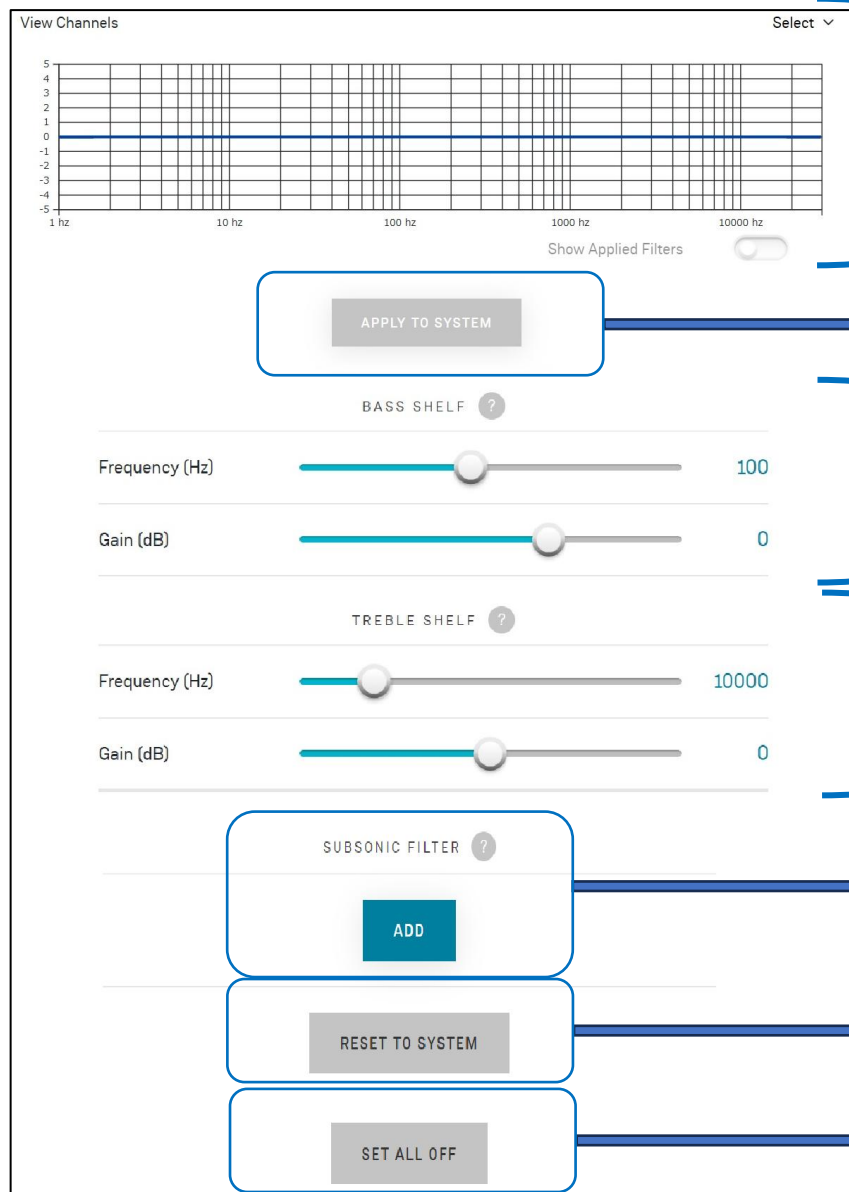 View Channels Select
5
4
3
2
1
0
-1
-2
-3
-4
-5
1 hz 10 hz 100 hz 1000 hz 10000 hz
Show Applied Filters
APPLY TO SYSTEM
BASS SHELF ?
Frequency (Hz) 100
Gain (dB) 0
TREBLE SHELF ?
Frequency (Hz) 10000
Gain (dB) 0
SUBSONIC FILTER ?
ADD
RESET TO SYSTEM
SET ALL OFF